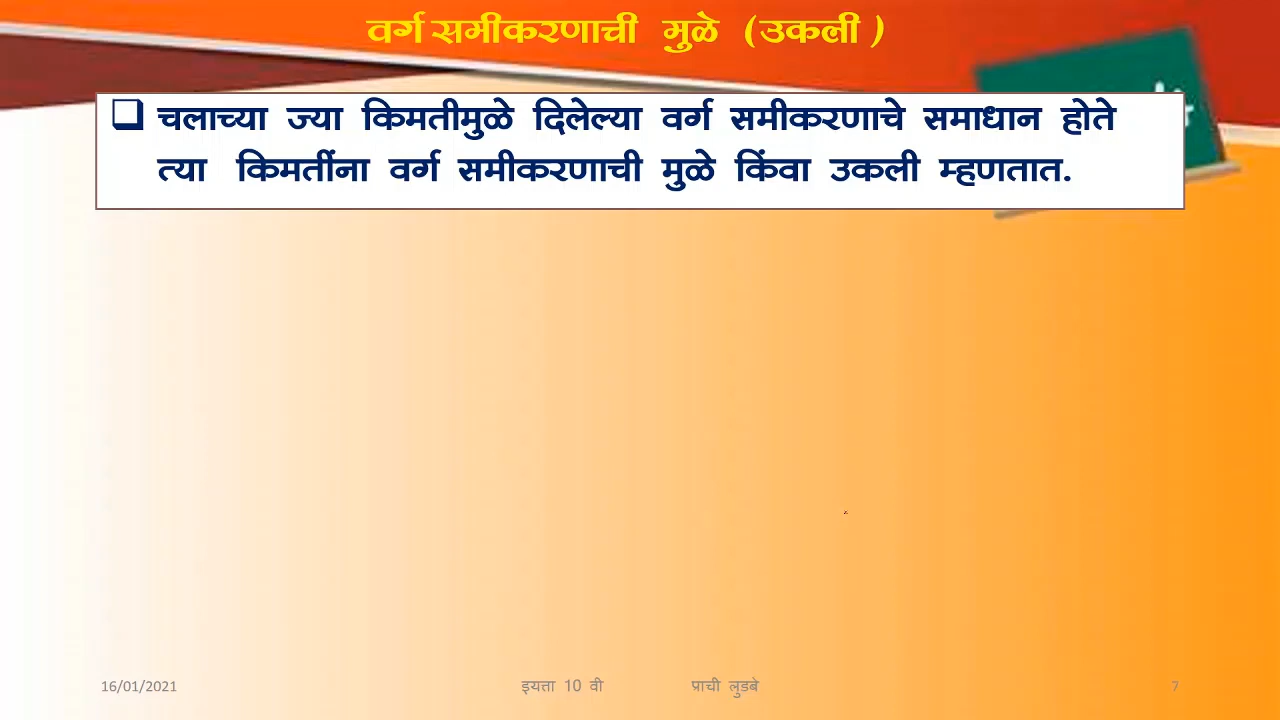 वर्ग समीकरणाची मुळे (उकली )
❑ चलाच्या ज्या किमतीमुळे दिलेल्या वर्ग समीकरणाचे समाधान होते
त्या किमतींना वर्ग समीकरणाची मुळे किंवा उकली म्हणतात.
16/01/2021 इयत्ता 10 वी प्राची लुडबे 7